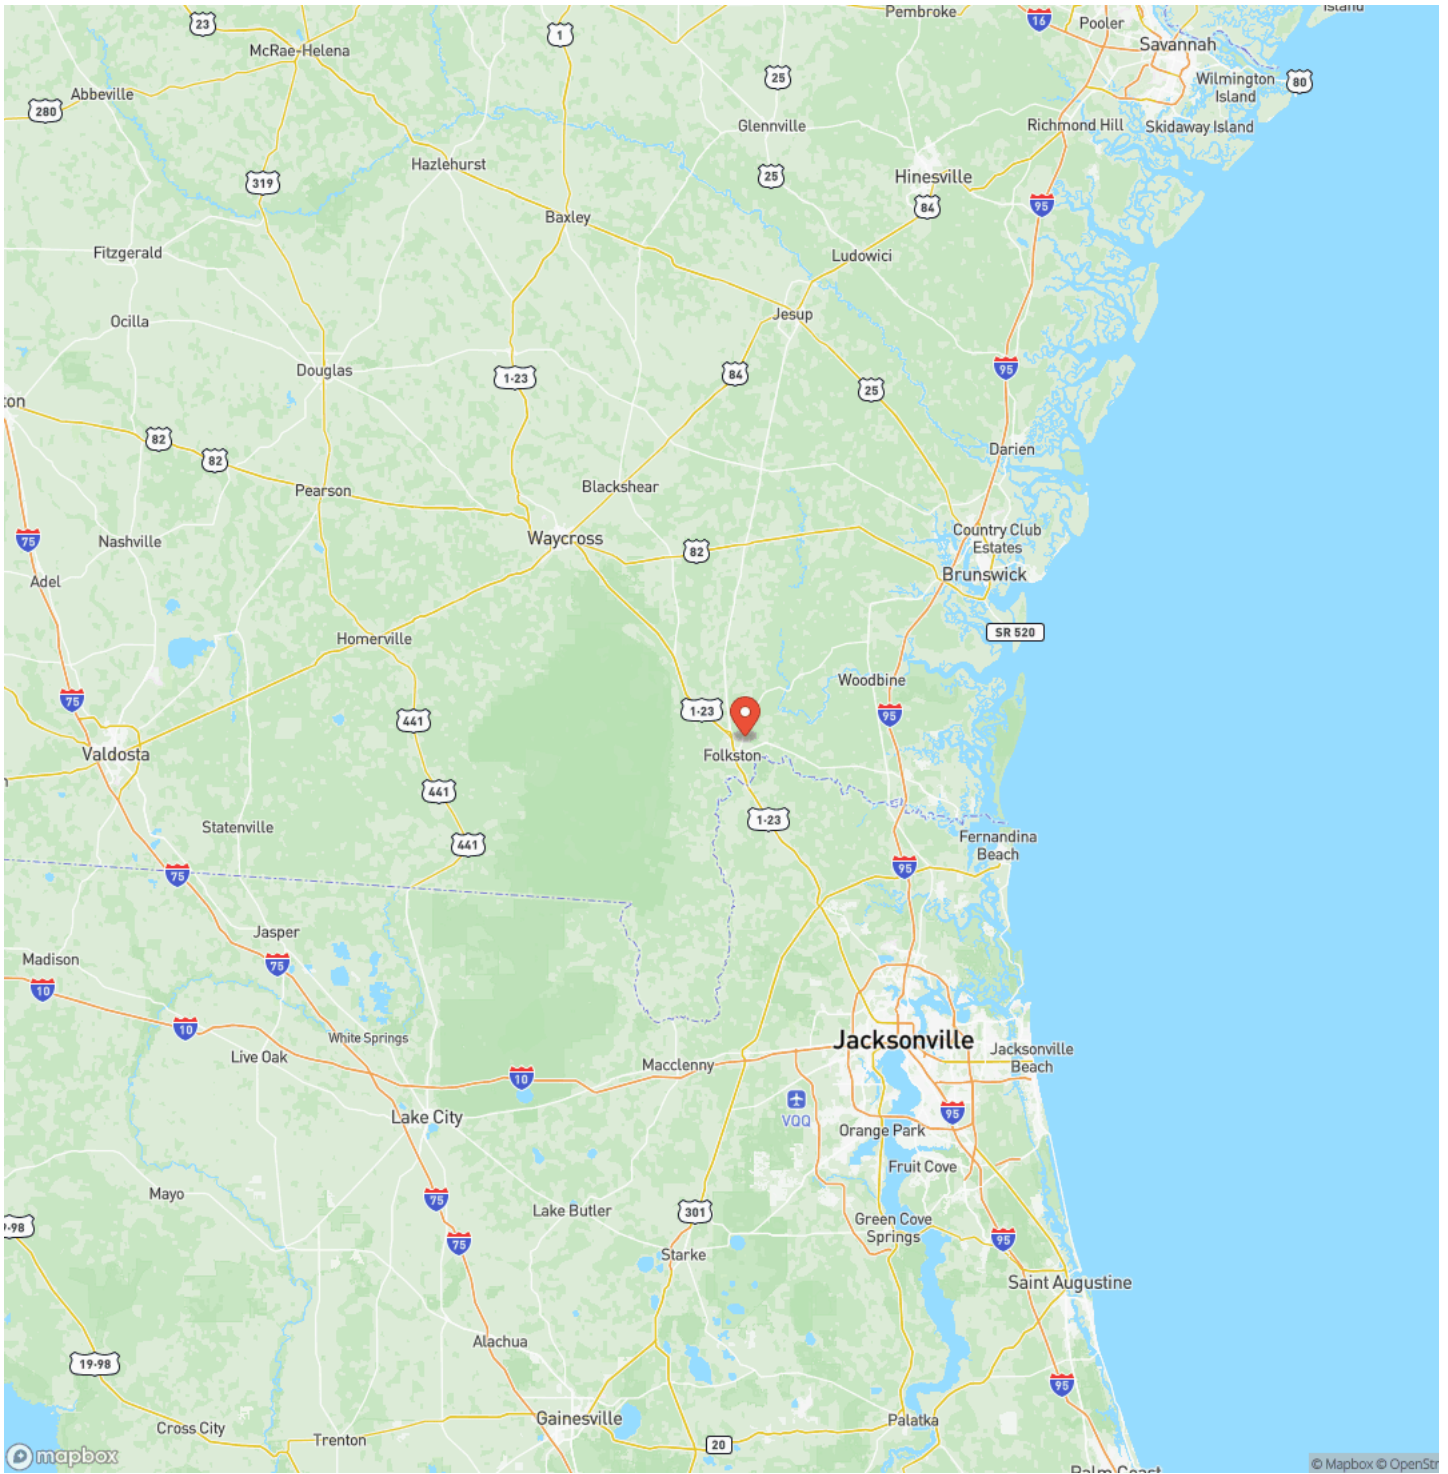 Island
Pembroke
16
Pooler
23
1
Savannah
McRae-Helena
25
Wilmington
Island
80
Abbeville
280
Glennville
Richmond Hill
Skidaway Island
Hazlehurst
319
25
Hinesville
84
95
Baxley
Fitzgerald
Ludowici
Ocilla
Jesup
Douglas
1-23
84
95
25
ton
82
82
Darien
Pearson
Blackshear
75
Nashville
Waycross
82
Country Club
Estates
Adel
Brunswick
Homerville
SR 520
Woodbine
75
441
1-23
95
Valdosta
Folkston
441
Statenville
1-23
441
Fernandina
Beach
75
95
Jasper
Madison
75
10
10
White Springs
Jacksonville
Live Oak
Macclenny
Jacksonville
Beach
10
VQQ
95
Lake City
Orange Park
Fruit Cove
Mayo
75
Lake Butler
301
Green Cove
Springs
9-98
75
95
Starke
Saint Augustine
Alachua
19-98
95
Gainesville
Palatka
Cross City
Trenton
20
mapbox
© Mapbox © OpenStr
Palm Coast